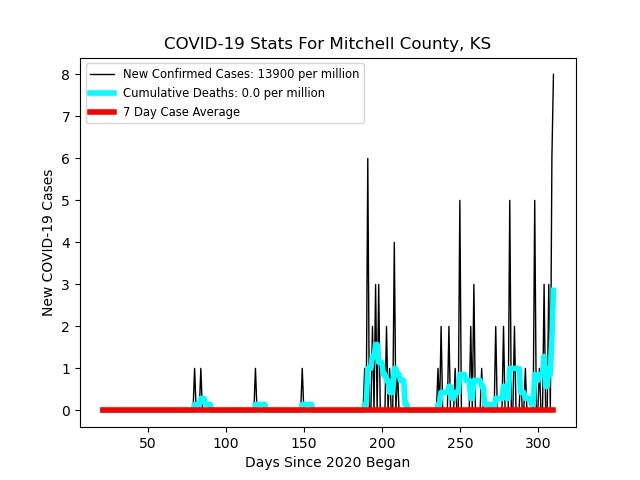 COVID-19 Stats For Mitchell County, KS
New Confirmed Cases: 13900 per million
Cumulative Deaths: 0.0 per million
7 Day Case Average
New COVID-19 Cases
8
7
6
5
4
3
2
1
0
50 100 150 200 250 300
Days Since 2020 Began